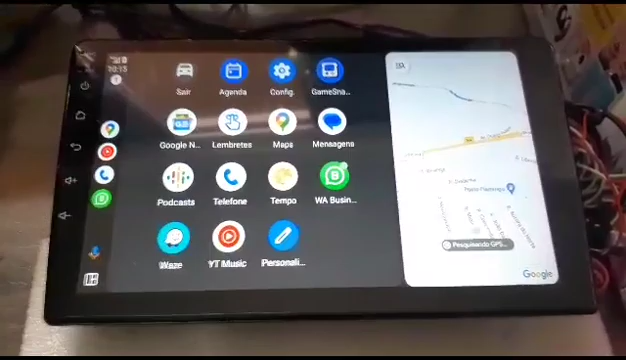 Sair
Agenda
Config.
GameSna...
Google N...
Lembretes
Maps
Mensagens
Podcasts
Telefone
Tempo
WA Busin...
Waze
YT Music
Personali...
Pesquisando GPS...
Google